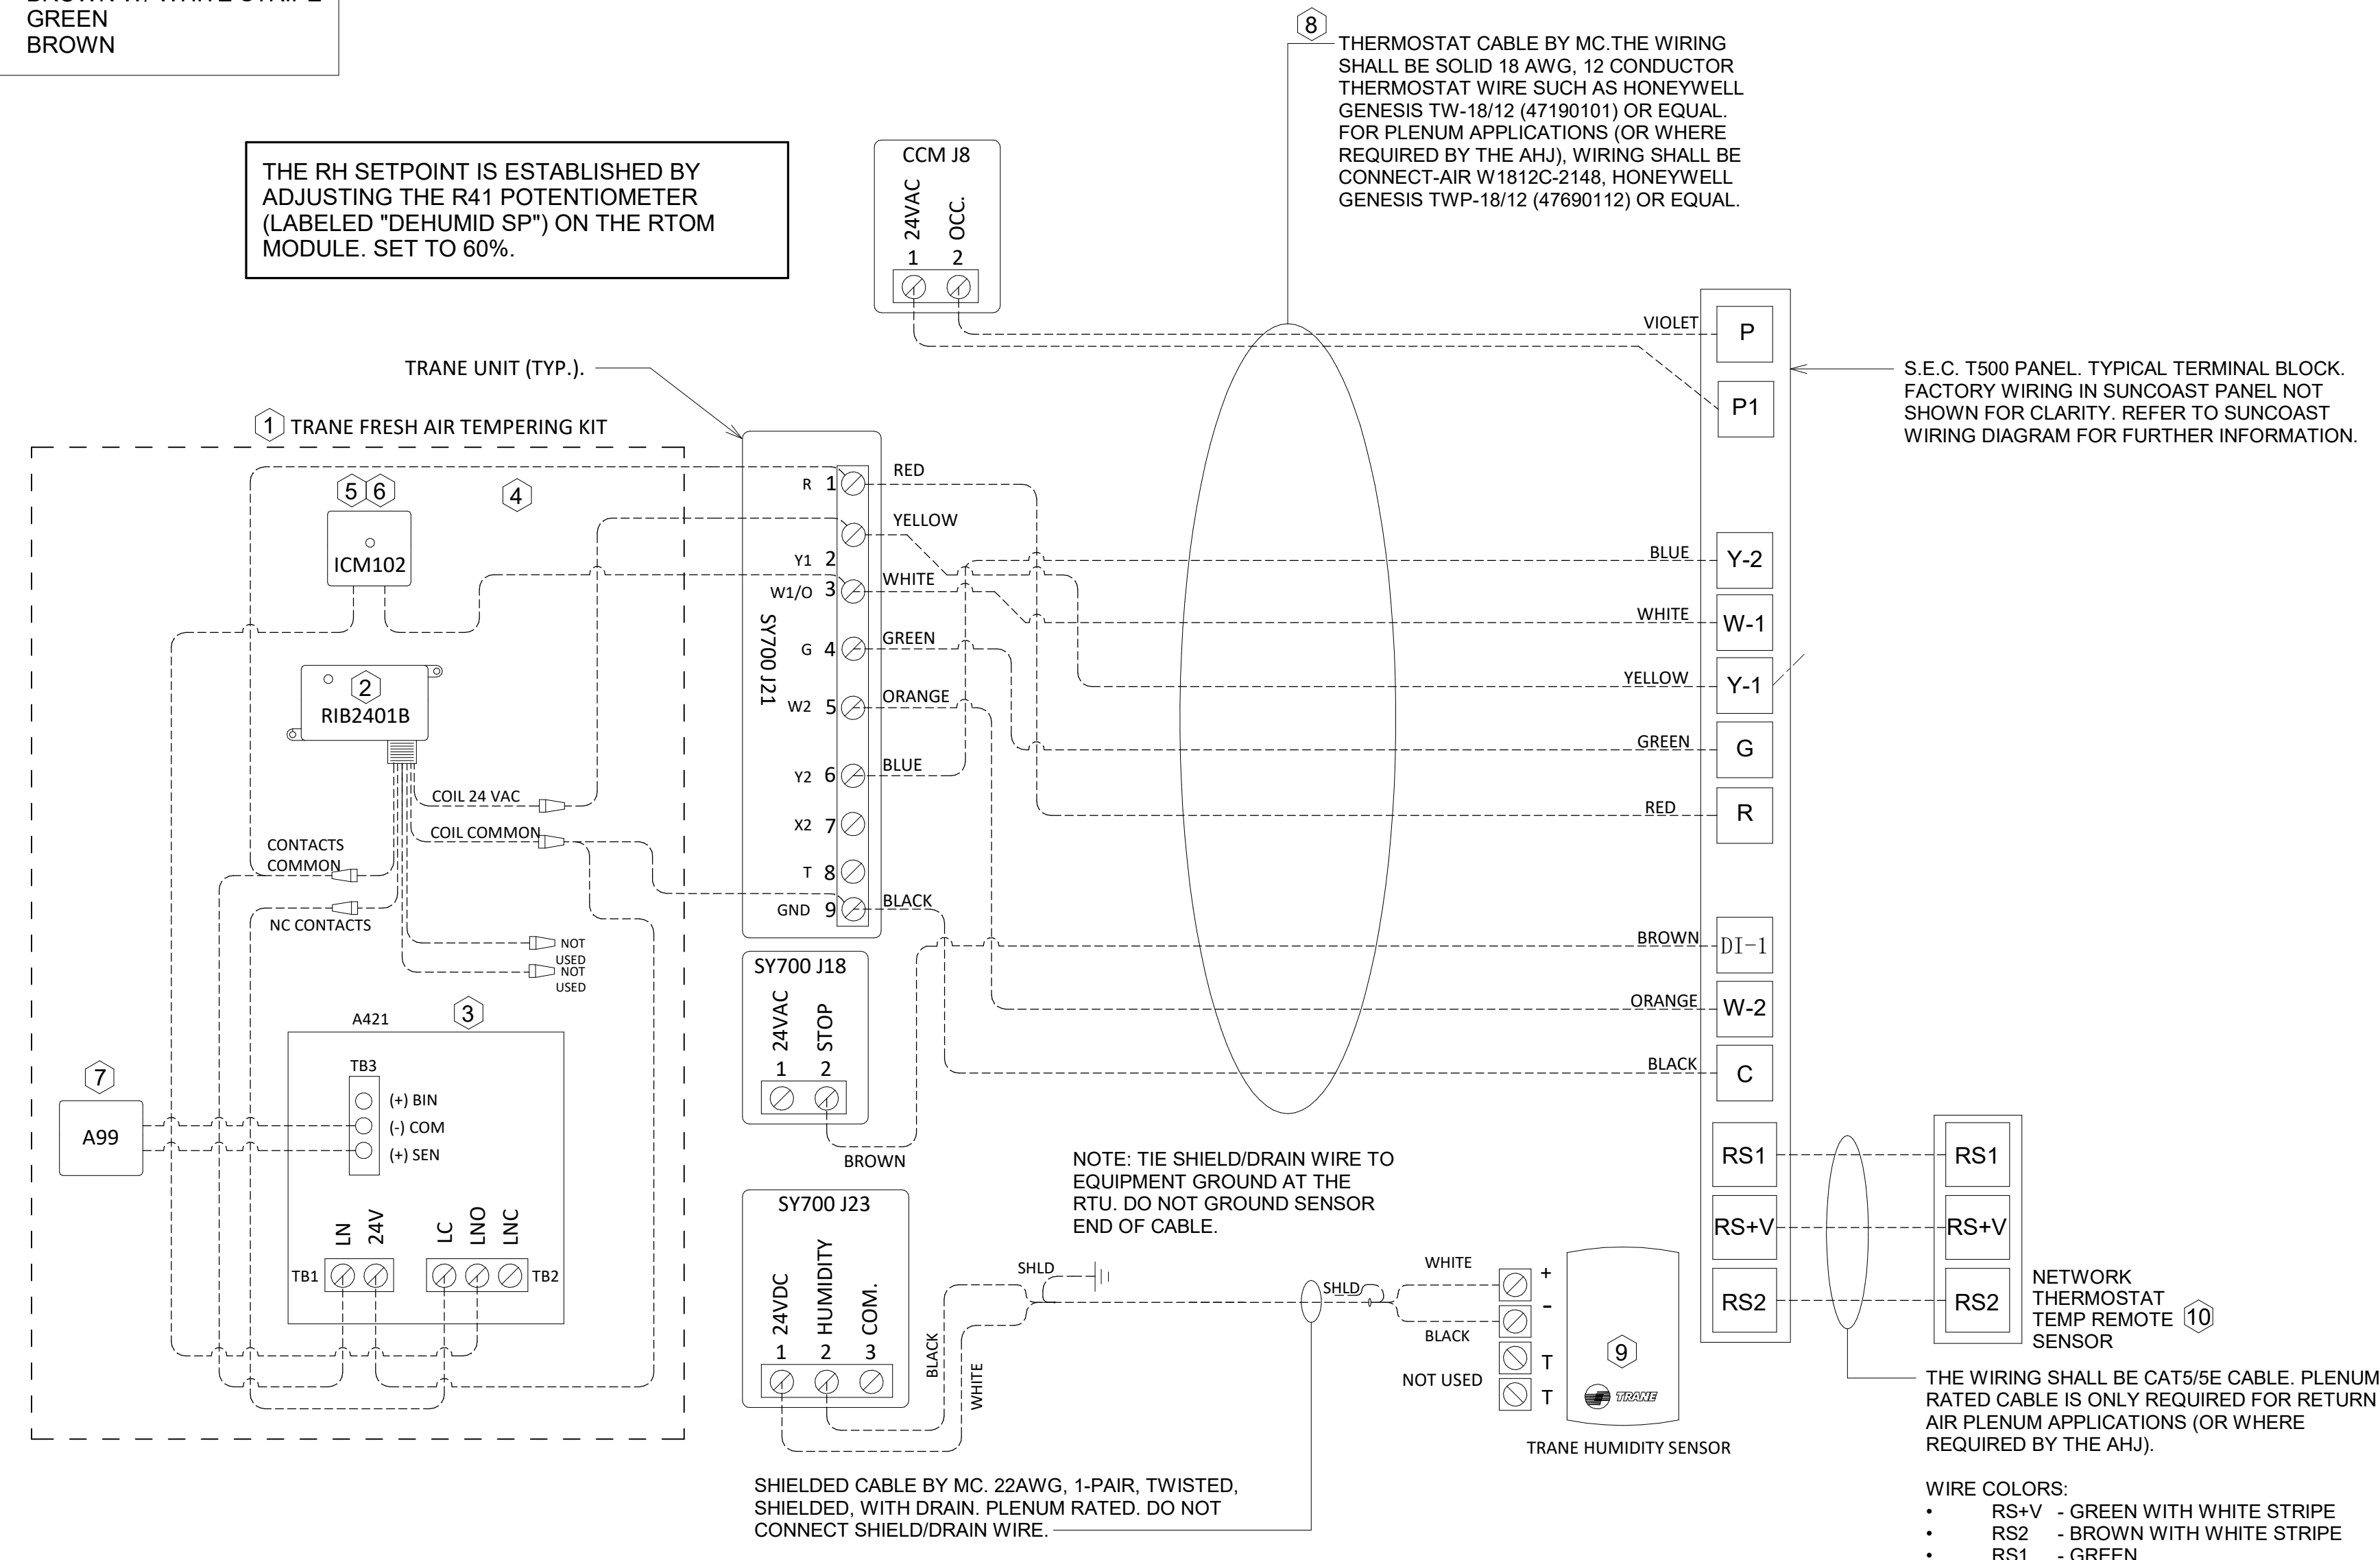 GREEN
BROWN
8
THERMOSTAT CABLE BY MC.THE WIRING
SHALL BE SOLID 18 AWG, 12 CONDUCTOR
THERMOSTAT WIRE SUCH AS HONEYWELL
GENESIS TW-18/12 (47190101) OR EQUAL.
FOR PLENUM APPLICATIONS (OR WHERE
REQUIRED BY THE AHJ), WIRING SHALL BE
CONNECT-AIR W1812C-2148, HONEYWELL
GENESIS TWP-18/12 (47690112) OR EQUAL.
THE RH SETPOINT IS ESTABLISHED BY
ADJUSTING THE R41 POTENTIOMETER
(LABELED "DEHUMID SP") ON THE RTOM
MODULE. SET TO 60%.
CCM J8
24VAC
OCC.
1 2
TRANE UNIT (TYP.).
1 TRANE FRESH AIR TEMPERING KIT
5 6
4
ICM102
2
RIB2401B
COIL 24 VAC
COIL COMMON
CONTACTS
COMMON
NC CONTACTS
NOT
USED
NOT
USED
A421
3
TB3
(+) BIN
(-) COM
(+) SEN
7
A99
LN
24V
LC
LNO
LNC
TB1
TB2
SY700 J21
R 1 RED
YELLOW
Y1 2
W1/O 3 WHITE
G 4 GREEN
W2 5 ORANGE
Y2 6 BLUE
X2 7
T 8
GND 9 BLACK
SY700 J18
24VAC
STOP
1 2
BROWN
SY700 J23
24VDC
HUMIDITY
COM.
1 2 3
BLACK
WHITE
SHLD
NOTE: TIE SHIELD/DRAIN WIRE TO
EQUIPMENT GROUND AT THE
RTU. DO NOT GROUND SENSOR
END OF CABLE.
SHLD
WHITE
BLACK
NOT USED
+
-
T
T
9
TRANE
TRANE HUMIDITY SENSOR
SHIELDED CABLE BY MC. 22AWG, 1-PAIR, TWISTED,
SHIELDED, WITH DRAIN. PLENUM RATED. DO NOT
CONNECT SHIELD/DRAIN WIRE.
VIOLET P
P1
BLUE Y-2
WHITE W-1
YELLOW Y-1
GREEN G
RED R
BROWN DI-1
ORANGE W-2
BLACK C
RS1
RS+V
RS2
S.E.C. T500 PANEL. TYPICAL TERMINAL BLOCK.
FACTORY WIRING IN SUNCOAST PANEL NOT
SHOWN FOR CLARITY. REFER TO SUNCOAST
WIRING DIAGRAM FOR FURTHER INFORMATION.
RS1
RS+V
RS2
NETWORK
THERMOSTAT
TEMP REMOTE 10
SENSOR
THE WIRING SHALL BE CAT5/5E CABLE. PLENUM
RATED CABLE IS ONLY REQUIRED FOR RETURN
AIR PLENUM APPLICATIONS (OR WHERE
REQUIRED BY THE AHJ).
WIRE COLORS:
• RS+V - GREEN WITH WHITE STRIPE
• RS2 - BROWN WITH WHITE STRIPE
• RS1 - GREEN